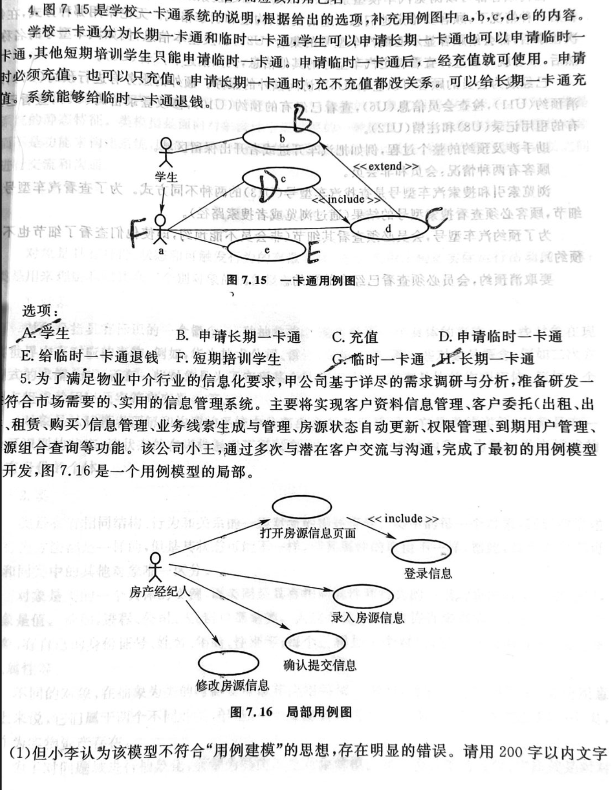 4. 图 7.15 是学校一卡通系统的说明,根据给出的选项,补充用例图中 a,b,c,d,e 的内容。
学校一卡通分为长期一卡通和临时一卡通,学生可以申请长期一卡通也可以申请临时一
卡通,其他短期培训学生只能申请临时一卡通。申请临时一卡通后,一经充值就可使用。申请
时必须充值。也可以只充值。申请长期一卡通时,充不充值都没关系。可以给长期一卡通充
值。系统能够给临时一卡通退钱。
B
b
学生
<<extend>>
D
c
<<include>>
F
a
d
C
E
图 7.15 一卡通用例图
选项:
A. 学生 B. 申请长期一卡通 C. 充值 D. 申请临时一卡通
E. 给临时一卡通退钱 F. 短期培训学生 G. 临时一卡通 H. 长期一卡通
5. 为了满足物业中介行业的信息化要求,甲公司基于详尽的需求调研与分析,准备研发一
符合市场需要的、实用的信息管理系统。主要将实现客户资料信息管理、客户委托(出租、出
、租赁、购买)信息管理、业务线索生成与管理、房源状态自动更新、权限管理、到期用户管理、
源组合查询等功能。该公司小王,通过多次与潜在客户交流与沟通,完成了最初的用例模型
开发,图 7.16 是一个用例模型的局部。
<<include>>
打开房源信息页面
登录信息
房产经纪人
录入房源信息
确认提交信息
修改房源信息
图 7.16 局部用例图
(1)但小李认为该模型不符合“用例建模”的思想,存在明显的错误。请用 200 字以内文字